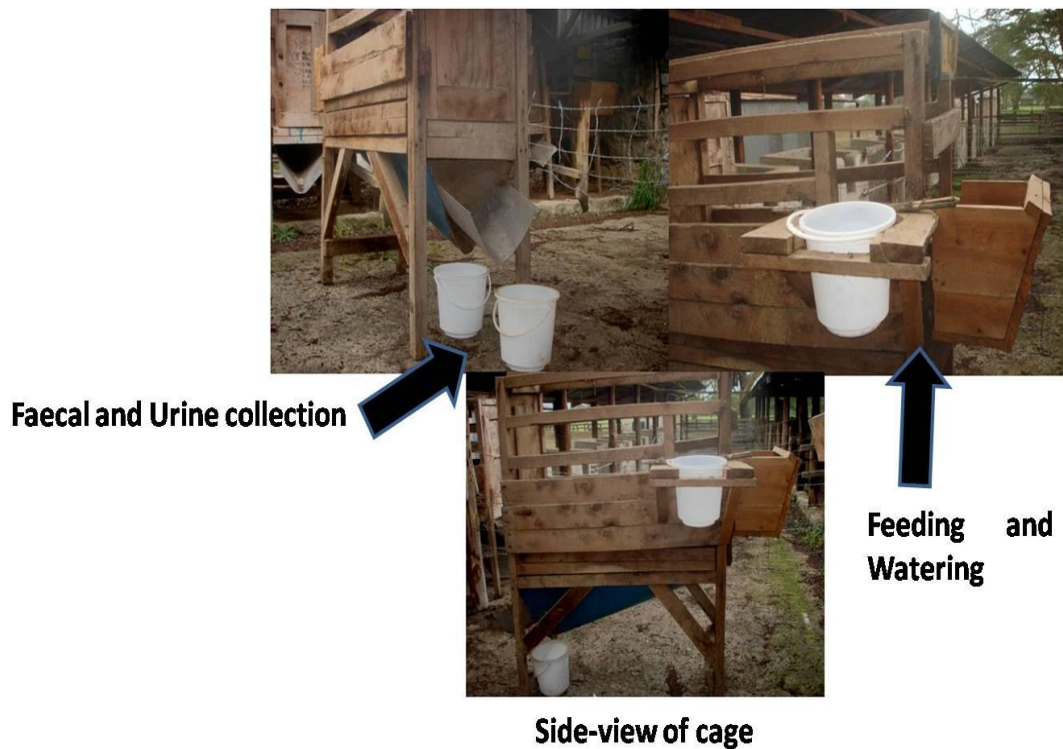 Faecal and Urine collection
Feeding and
Watering
Side-view of cage